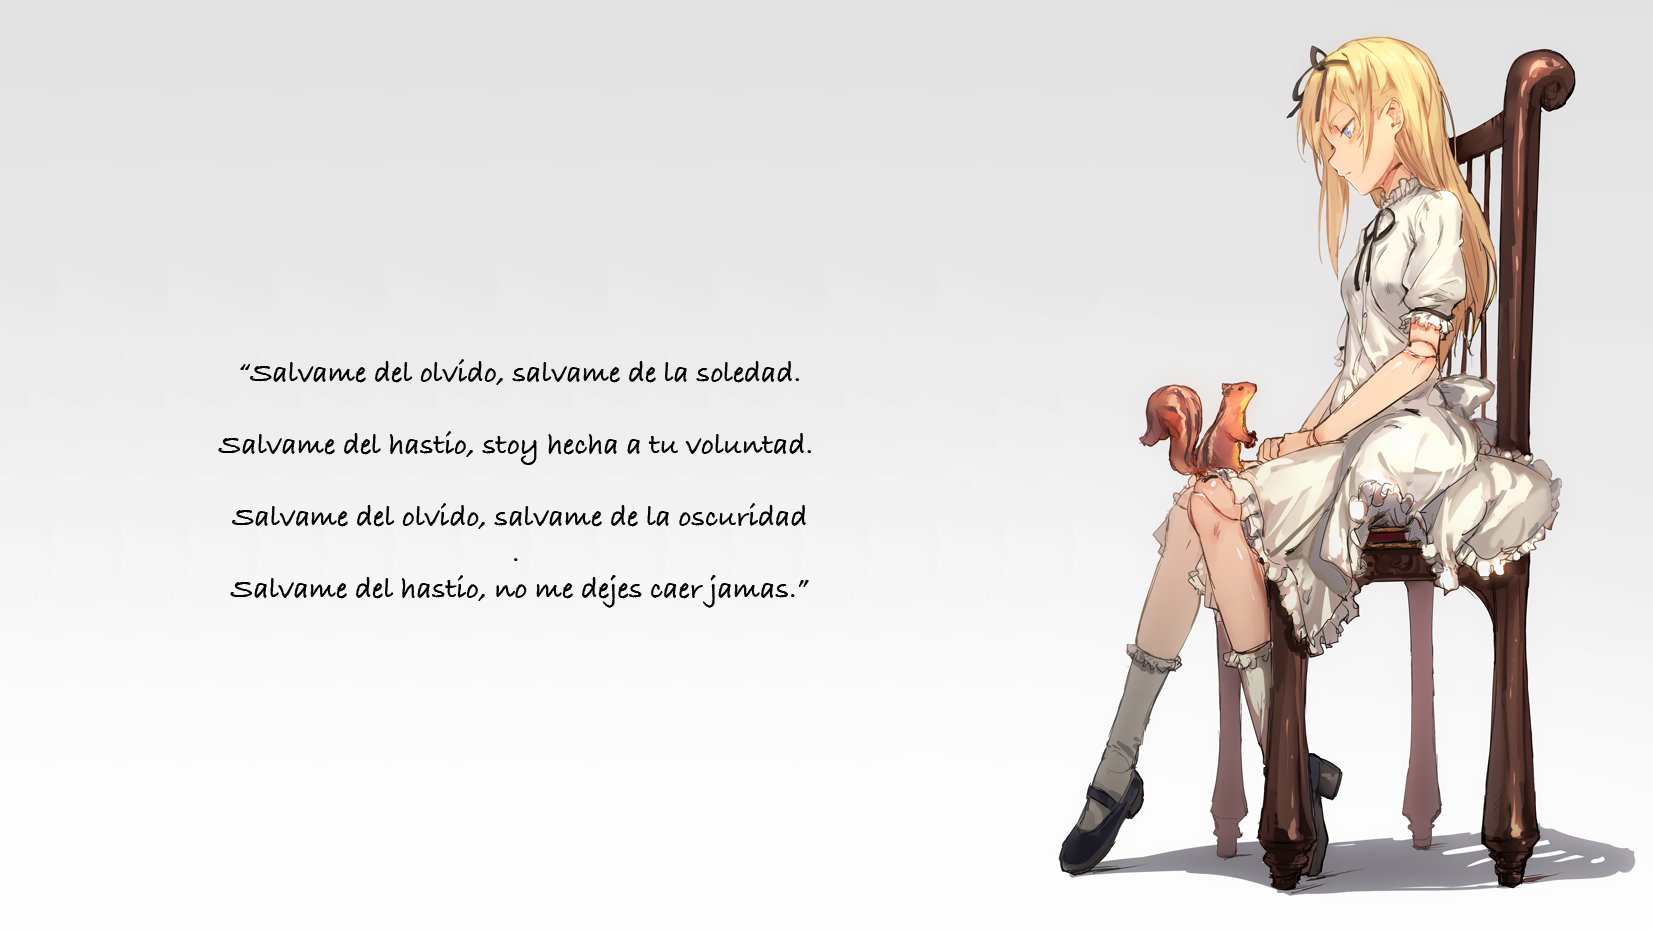 “Salvame del olvido, salvame de la soledad.
Salvame del hastío, stoy hecha a tu voluntad.
Salvame del olvido, salvame de la oscuridad
.
Salvame del hastio, no me dejes caer jamas.”